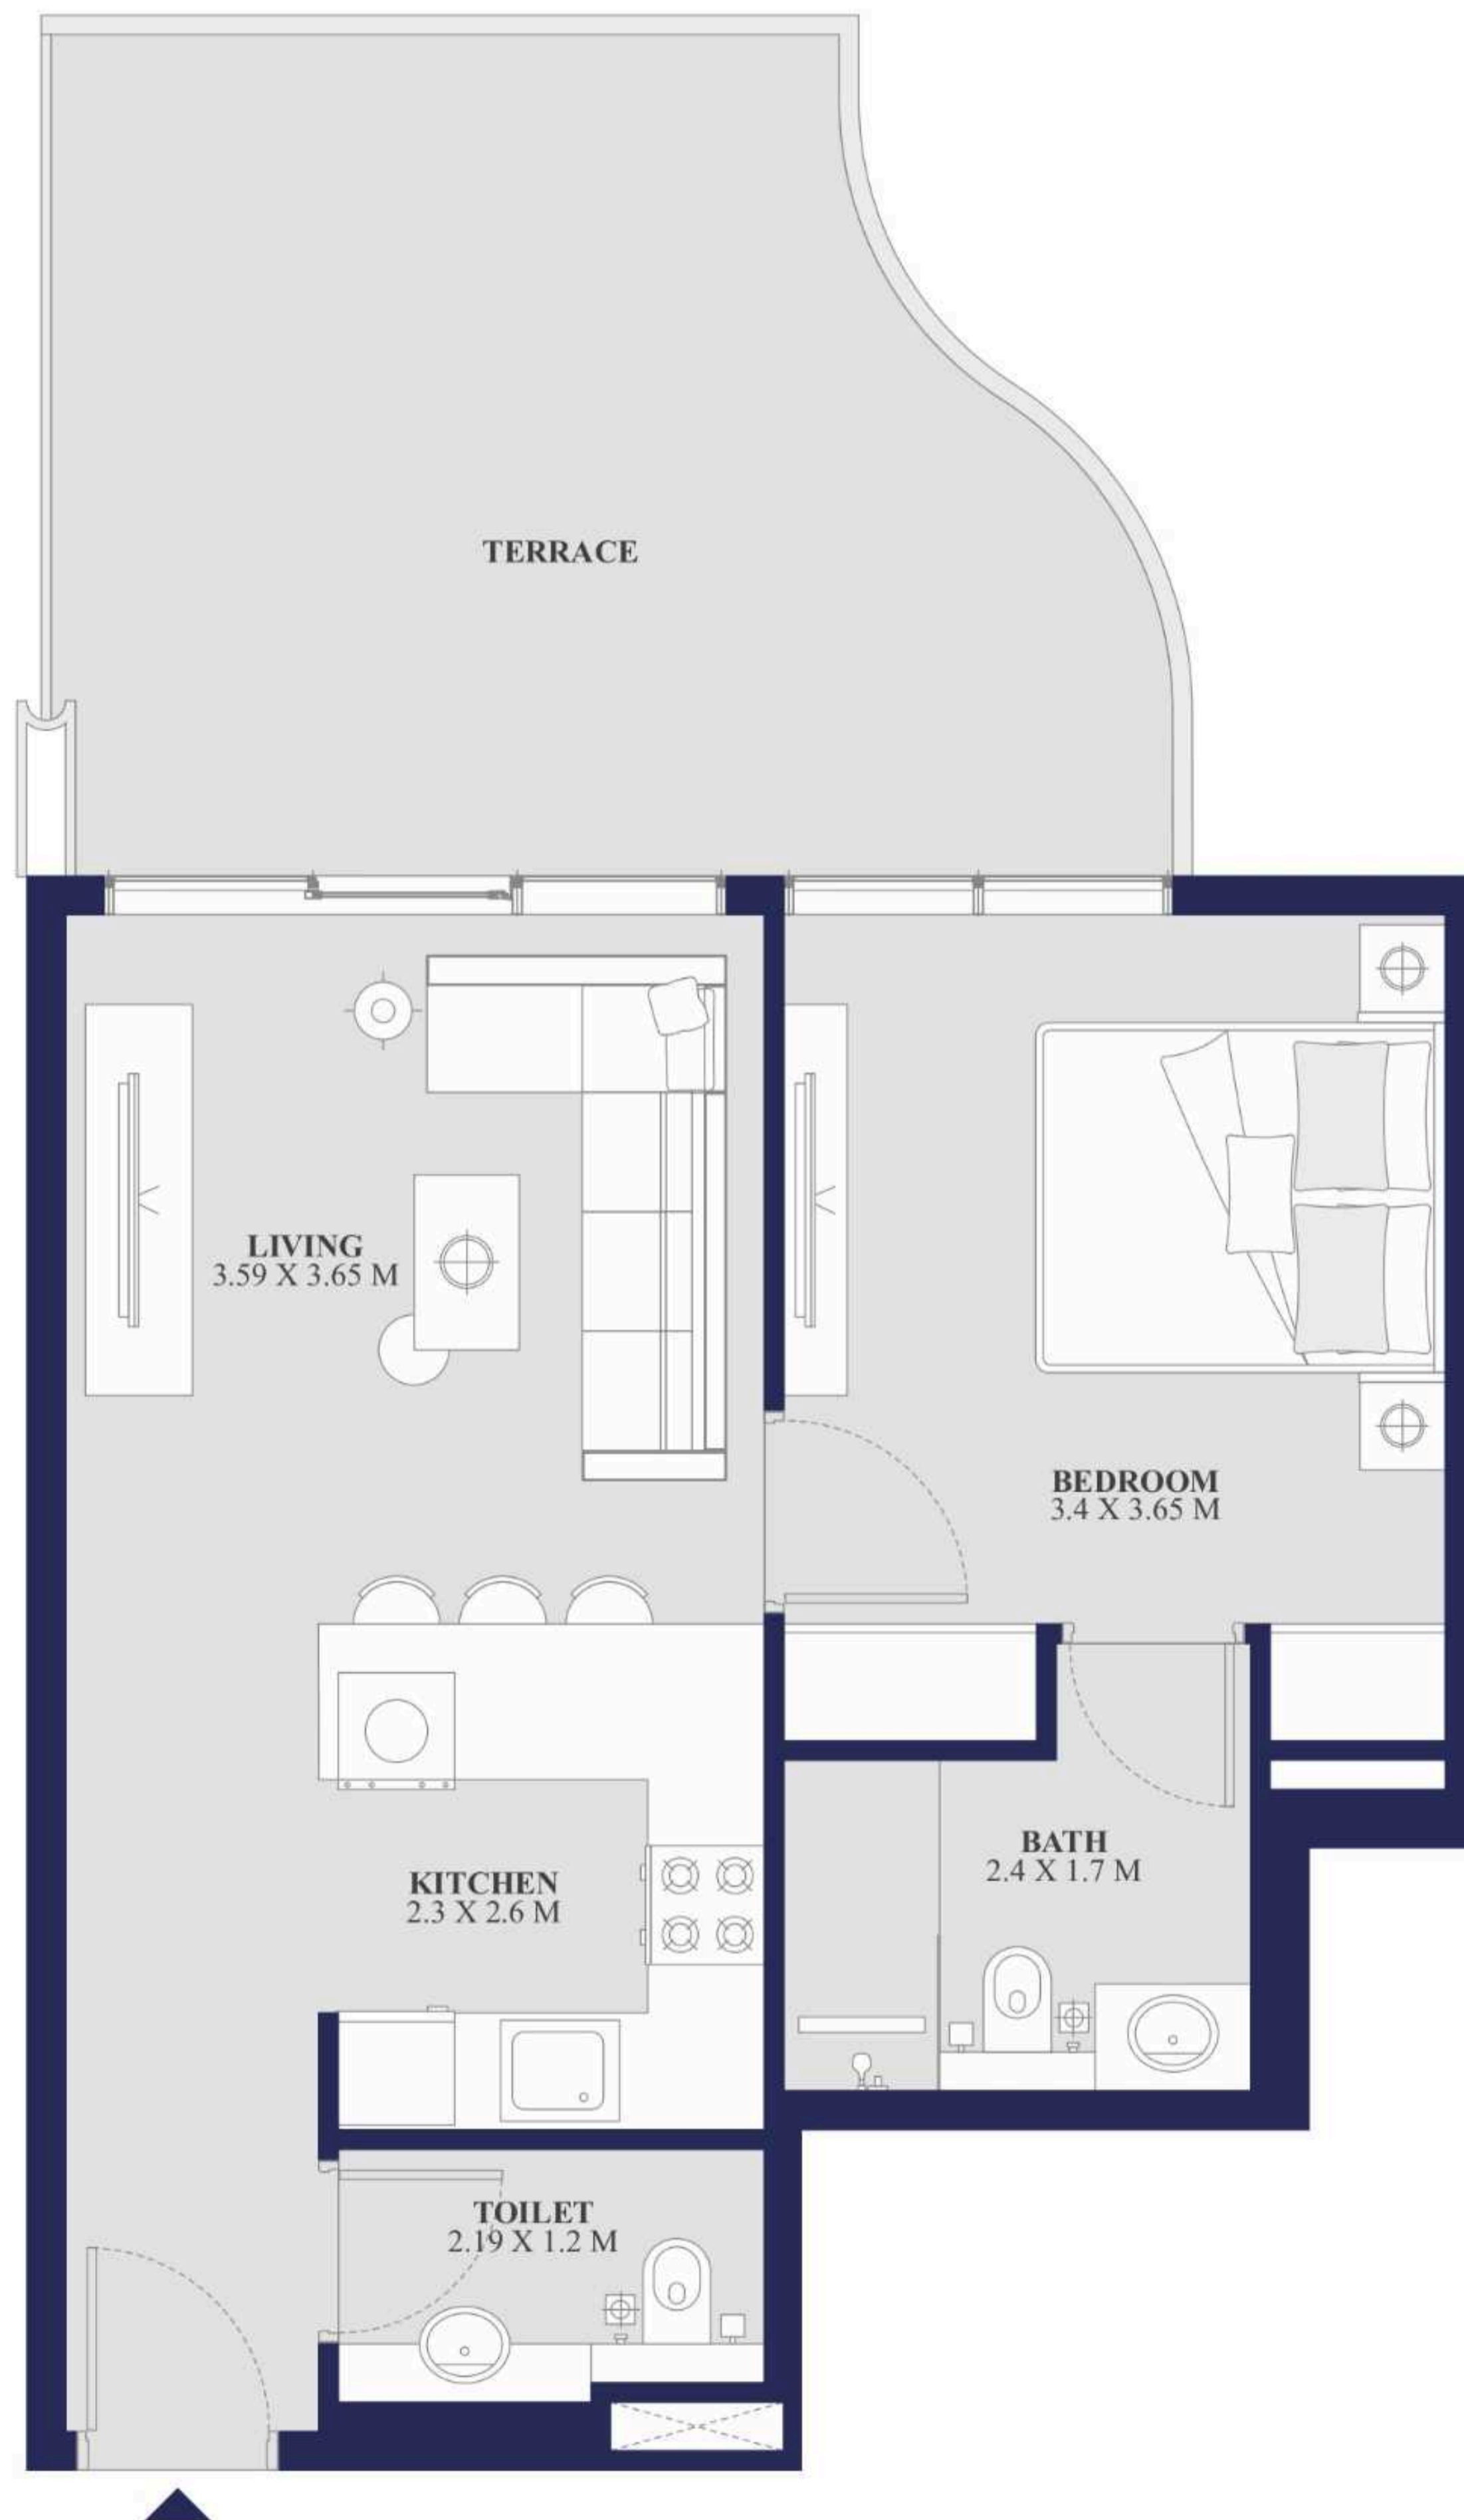 TERRACE
LIVING
3.59 X 3.65 M
BEDROOM
3.4 X 3.65 M
BATH
2.4 X 1.7 M
KITCHEN
2.3 X 2.6 M
TOILET
2.19 X 1.2 M